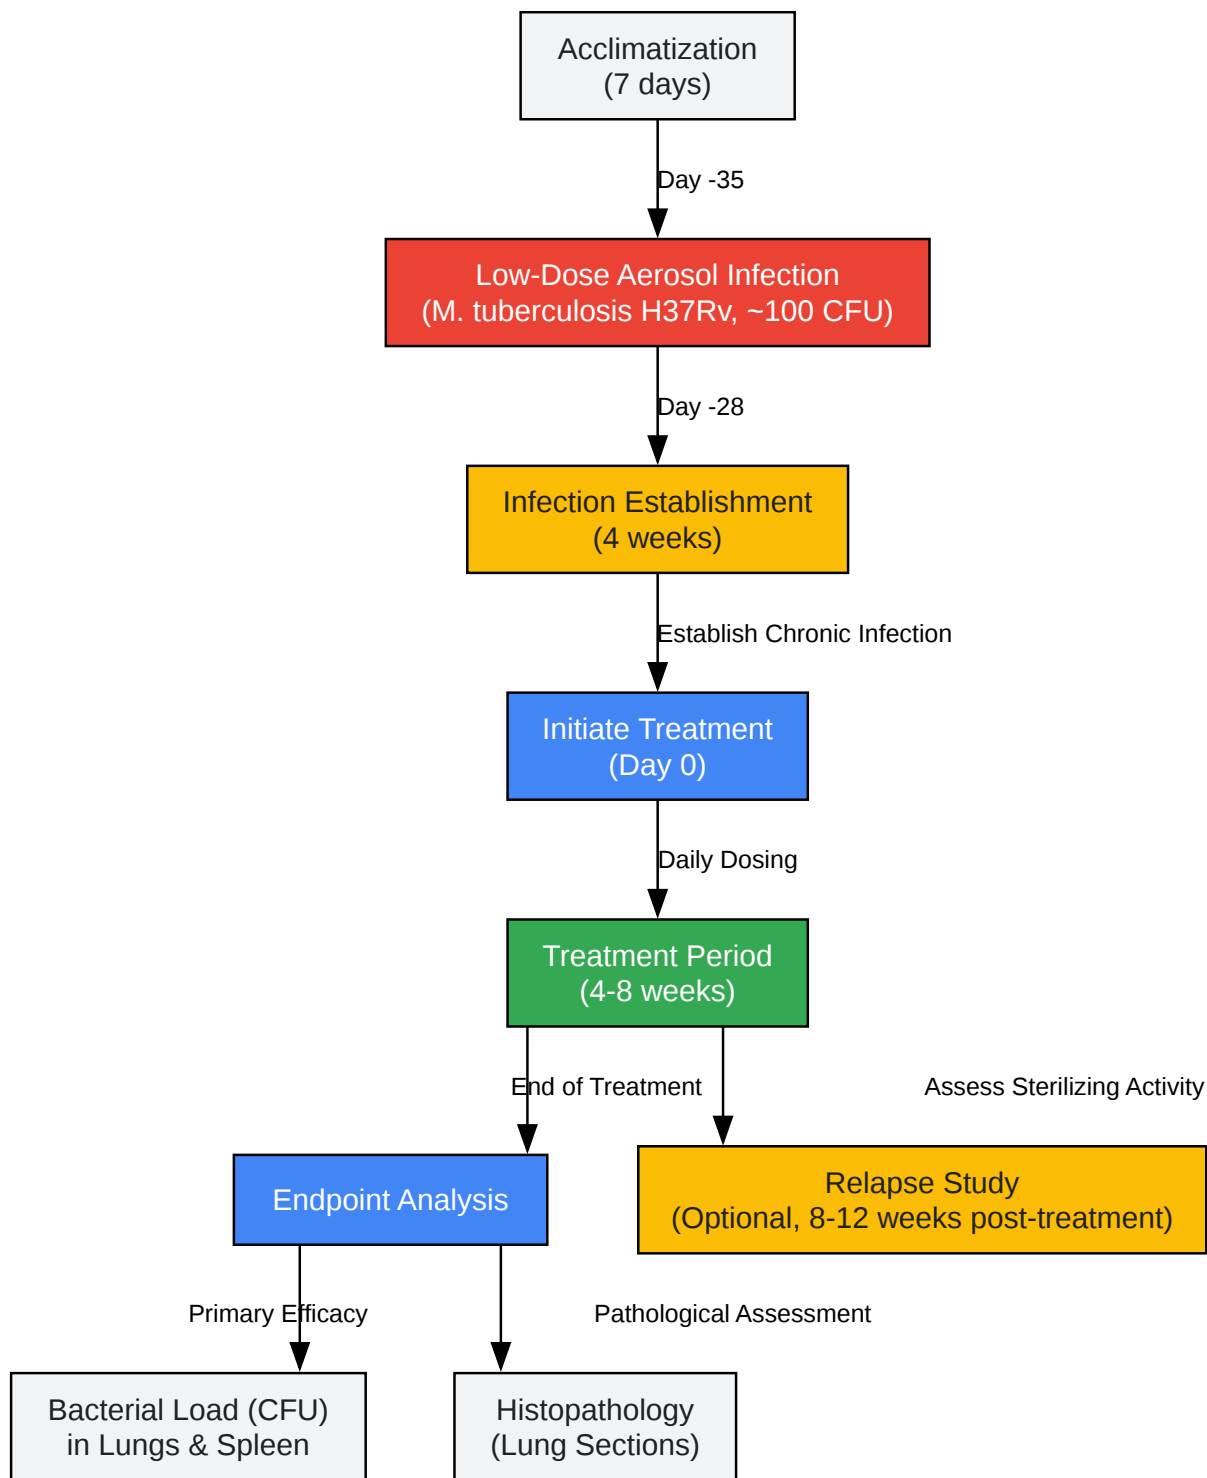 Acclimatization
(7 days)
Day -35
Low-Dose Aerosol Infection
(M. tuberculosis H37Rv, ~100 CFU)
Day -28
Infection Establishment
(4 weeks)
Establish Chronic Infection
Initiate Treatment
(Day 0)
Daily Dosing
Treatment Period
(4-8 weeks)
End of Treatment
Assess Sterilizing Activity
Endpoint Analysis
Relapse Study
(Optional, 8-12 weeks post-treatment)
Primary Efficacy
Pathological Assessment
Bacterial Load (CFU)
in Lungs & Spleen
Histopathology
(Lung Sections)